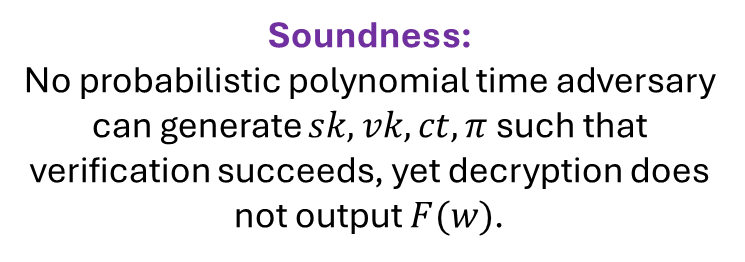 Soundness:
No probabilistic polynomial time adversary
can generate 𝑠𝑘, 𝑣𝑘, 𝑐𝑡, 𝜋 such that
verification succeeds, yet decryption does
not output 𝐹(𝑤).